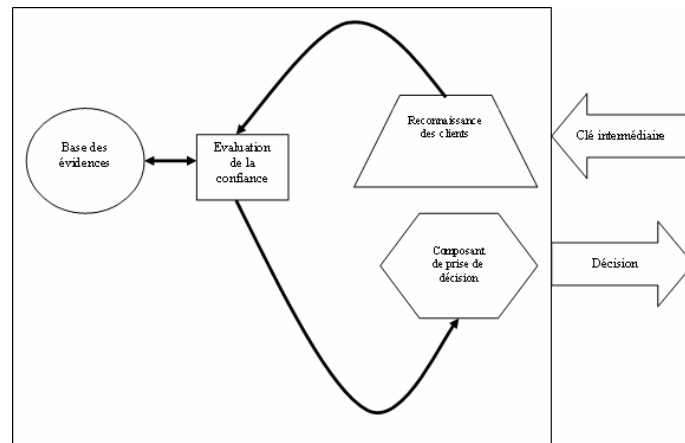 Reconnaissance
des clients
Clé intermédiaire
Base des
évidences
Evaluation
de la
confiance
Composant
de prise de
décision
Décision